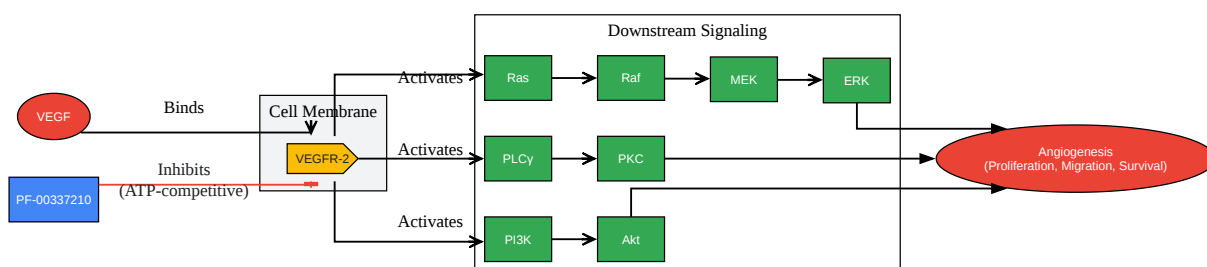 Downstream Signaling
Activates
Ras
Raf
MEK
ERK
VEGF
Binds
Cell Membrane
VEGFR-2
Activates
PLCγ
PKC
Angiogenesis
(Proliferation, Migration, Survival)
PF-00337210
Inhibits
(ATP-competitive)
Activates
PI3K
Akt